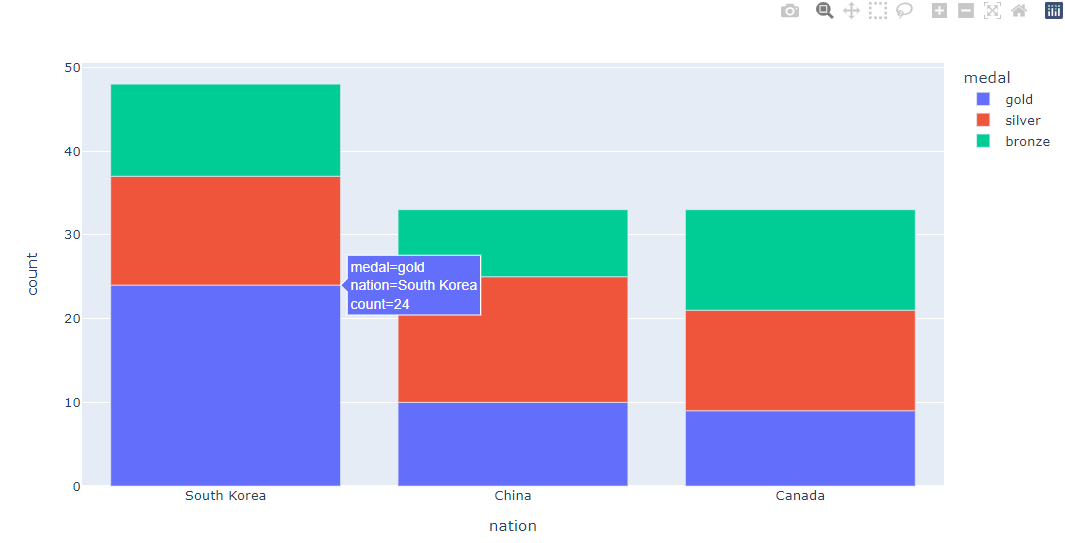 50
40
30
20
10
0
count
medal=gold
nation=South Korea
count=24
South Korea
China
Canada
nation
medal
gold
silver
bronze